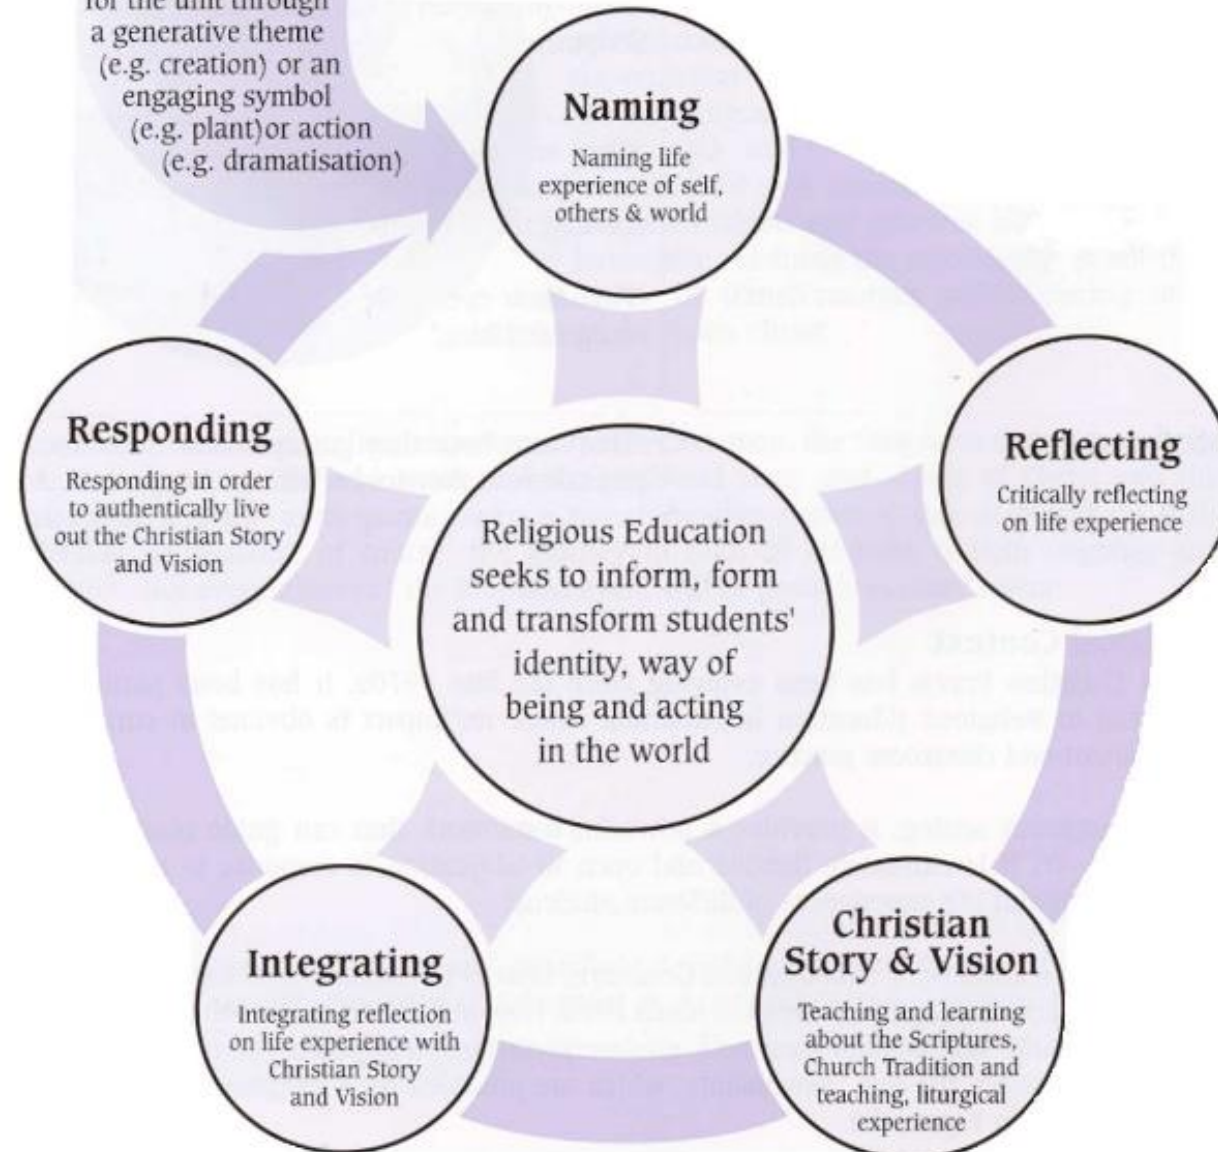 for the unit through
a generative theme
(e.g. creation) or an
engaging symbol
(e.g. plant)or action
(e.g. dramatisation)
Naming
Naming life
experience of self,
others & world
Reflecting
Critically reflecting
on life experience
Christian
Story & Vision
Teaching and learning
about the Scriptures,
Church Tradition and
teaching, liturgical
experience
Integrating
Integrating reflection
on life experience with
Christian Story
and Vision
Responding
Responding in order
to authentically live
out the Christian Story
and Vision
Religious Education
seeks to inform, form
and transform students'
identity, way of
being and acting
in the world